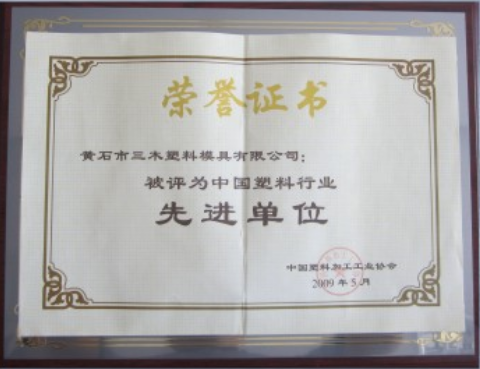 荣誉证书
黄石市三木塑料模具有限公司：
被评为中国塑料行业
先进单位
中国塑料加工工业协会
2009年5月